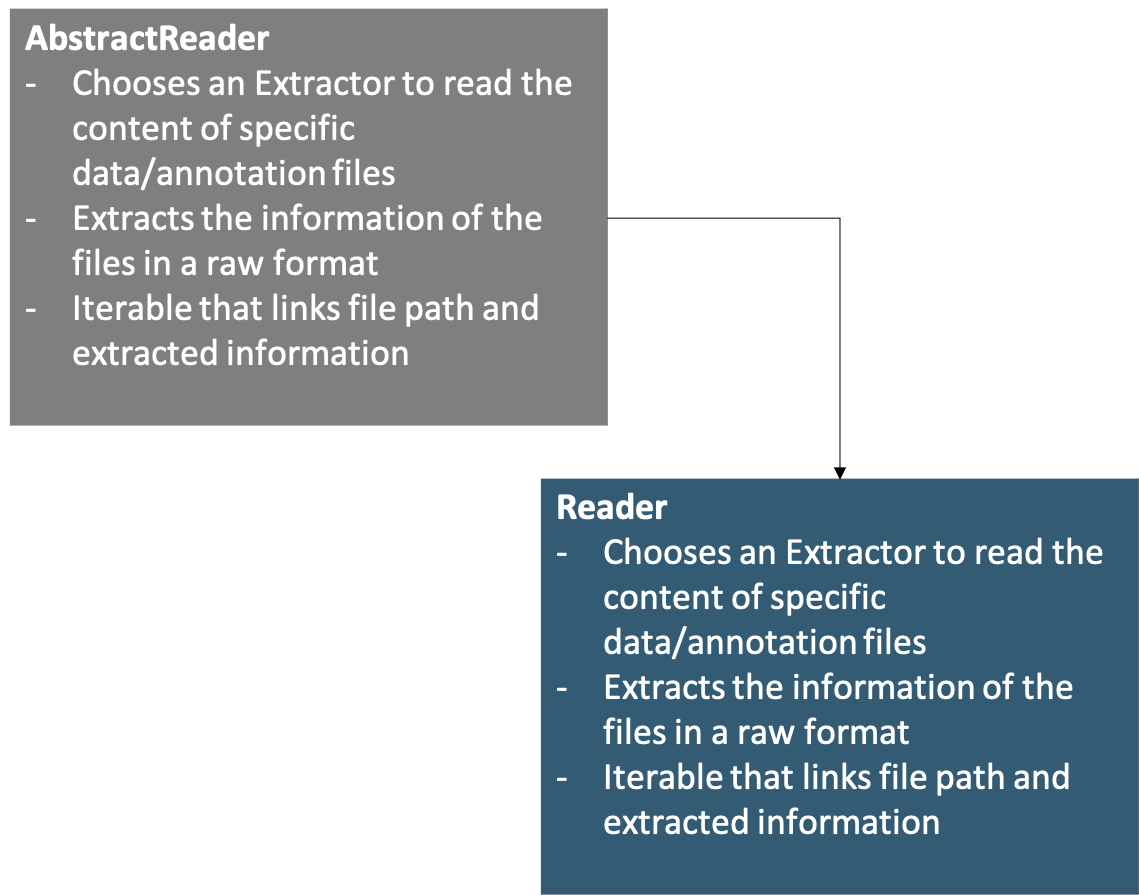 AbstractReader
- Chooses an Extractor to read the
content of specific
data/annotation files
- Extracts the information of the
files in a raw format
- Iterable that links file path and
extracted information
Reader
- Chooses an Extractor to read the
content of specific
data/annotation files
- Extracts the information of the
files in a raw format
- Iterable that links file path and
extracted information